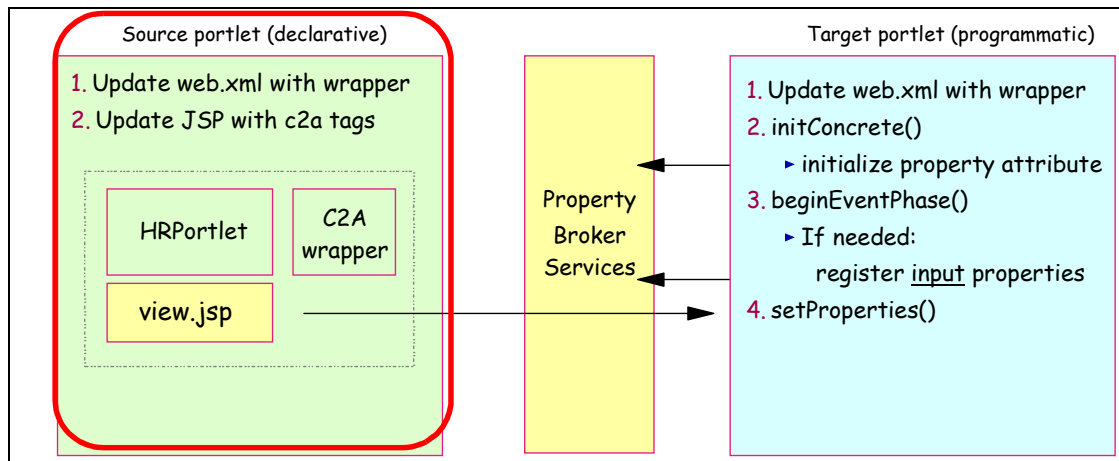 Source portlet (declarative)
1. Update web.xml with wrapper
2. Update JSP with c2a tags
HRPortlet
C2A
wrapper
view.jsp
Property
Broker
Services
Target portlet (programmatic)
1. Update web.xml with wrapper
2. initConcrete()
► initialize property attribute
3. beginEventPhase()
► If needed:
register input properties
4. setProperties()